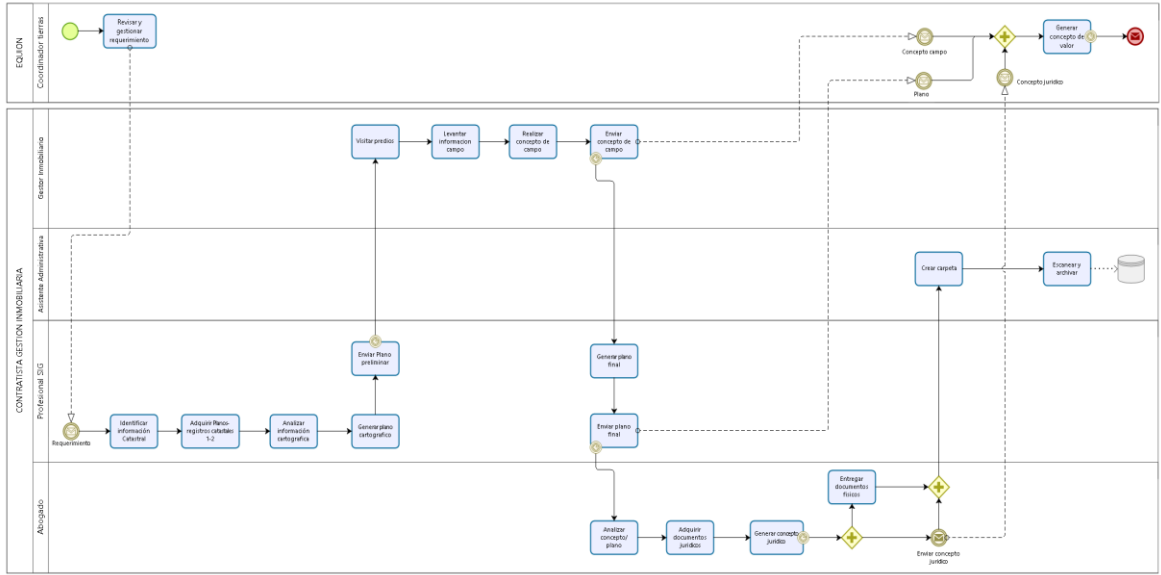 EQUION
Coordinador tierras
Revisar y
gestionar
requerimiento
Concepto campo
Plano
Concepto jurídico
Generar
concepto de
valor
CONTRATISTA GESTION INMOBILIARIA
Gestor Inmobiliario
Visitar predios
Levantar
informacion
campo
Realizar
concepto de
campo
Enviar
concepto de
campo
Asistente Administrativa
Crear carpeta
Escanear y
archivar
Profesional SIG
Enviar Plano
preliminar
Generar plano
final
Requerimiento
Identificar
información
Catastral
Adquirir Planos-
registros catastales
1-2
Analizar
información
cartografica
Generar plano
cartografico
Enviar plano
final
Abogado
Entregar
documentos
físicos
Analizar
concepto/
plano
Adquirir
documentos
jurídicos
Generar concepto
jurídico
Enviar concepto
jurídico